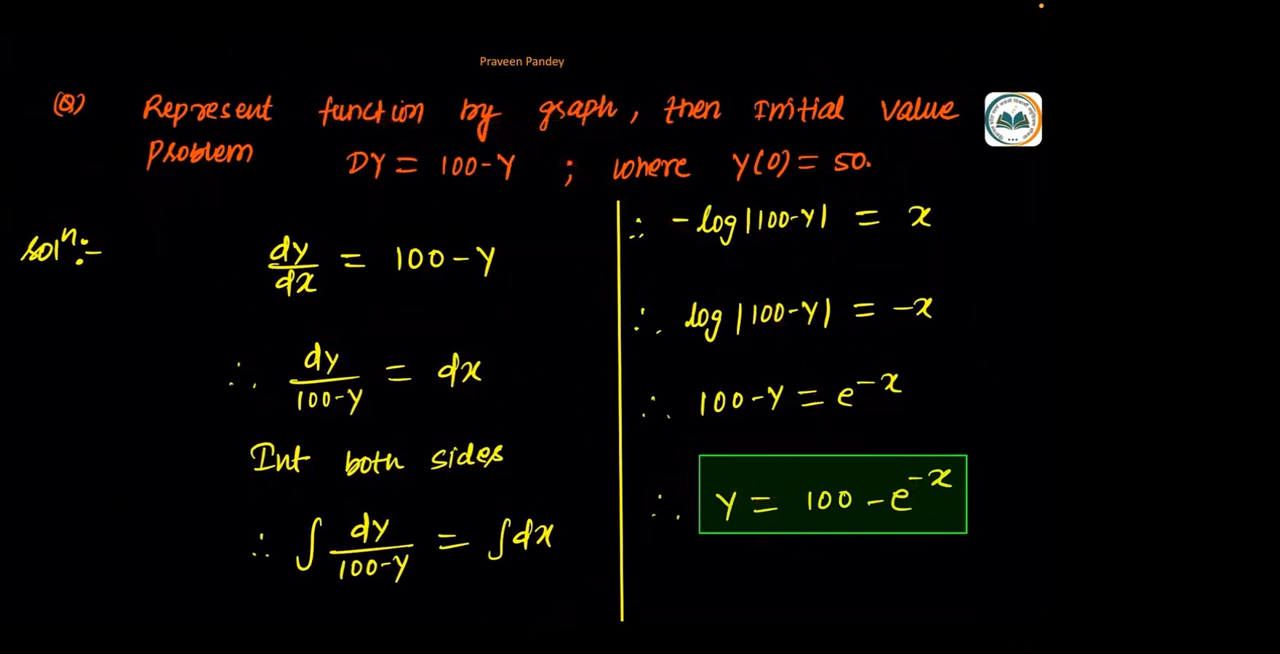 Praveen Pandey
(Q) Represent function by graph, then Initial value
Problem DY = 100-Y ; where Y(0) = 50.
Solⁿ:-
dy/dx = 100-Y
∴ dy/(100-Y) = dx
Int both sides
∴ ∫ dy/(100-Y) = ∫dx
∴ -log|100-Y| = x
∴ log|100-Y| = -x
∴ 100-Y = e^-x
∴ Y = 100 - e^-x